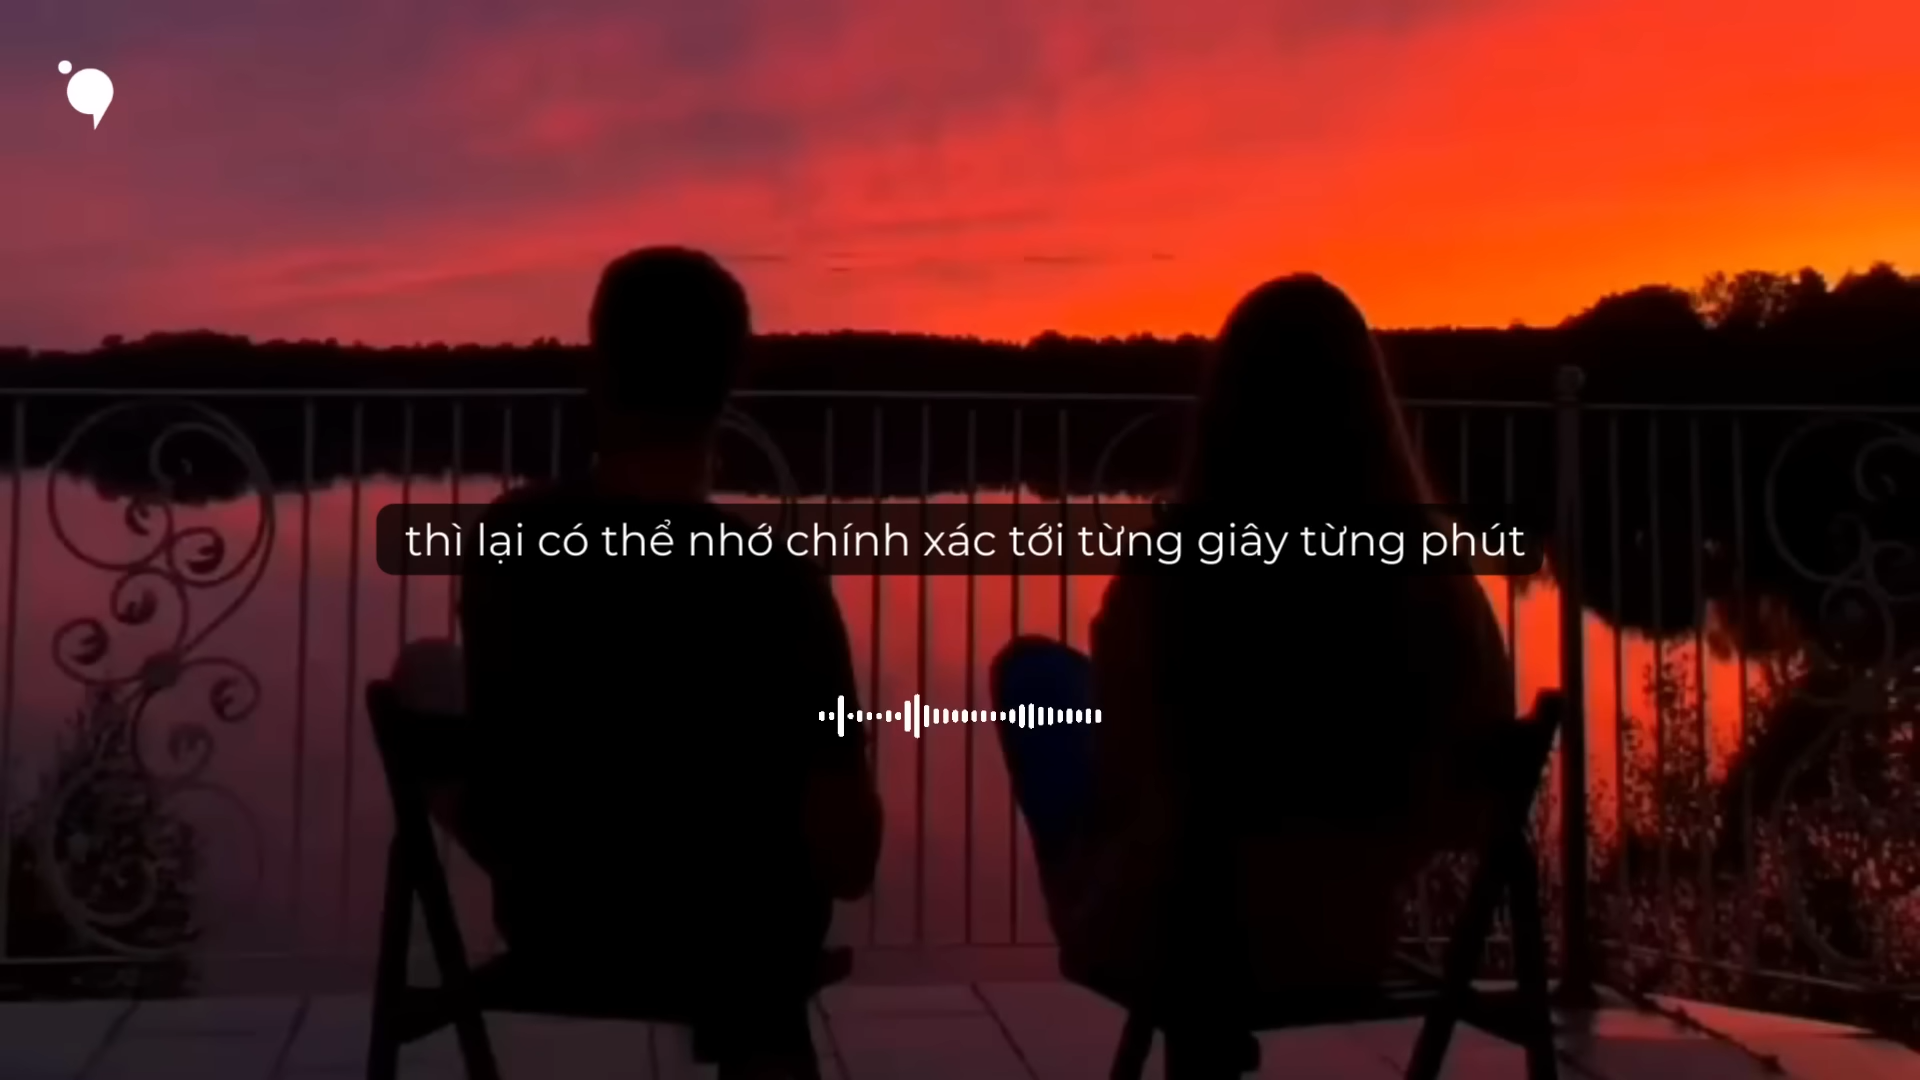 thì lại có thể nhớ chính xác tới từng giây từng phút